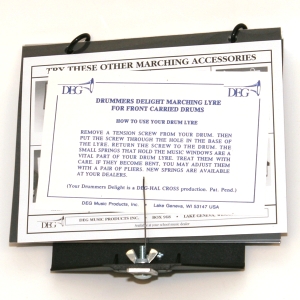 TRY THESE OTHER MARCHING ACCESSORIES
DEG
DEG
DRUMMERS DELIGHT MARCHING LYRE
FOR FRONT CARRIED DRUMS
HOW TO USE YOUR DRUM LYRE
REMOVE A TENSION SCREW FROM YOUR DRUM. THEN
PUT THE SCREW THROUGH THE HOLE IN THE BASE OF
THE LYRE. RETURN THE SCREW TO THE DRUM. THE
SMALL SPRINGS THAT HOLD THE MUSIC WINDOWS ARE A
VITAL PART OF YOUR DRUM LYRE. TREAT THEM WITH
CARE. IF THEY BECOME BENT, YOU MAY ADJUST THEM
WITH A PAIR OF PLIERS. NEW SPRINGS ARE AVAILABLE
AT YOUR DEALERS.
(Your Drummers Delight is a DEG-HAL CROSS production. Pat. Pend.)
DEG Music Products, Inc. Lake Geneva, WI 53147 USA
DEG MUSIC PRODUCTS INC. BOX 968 LAKE GENEVA,